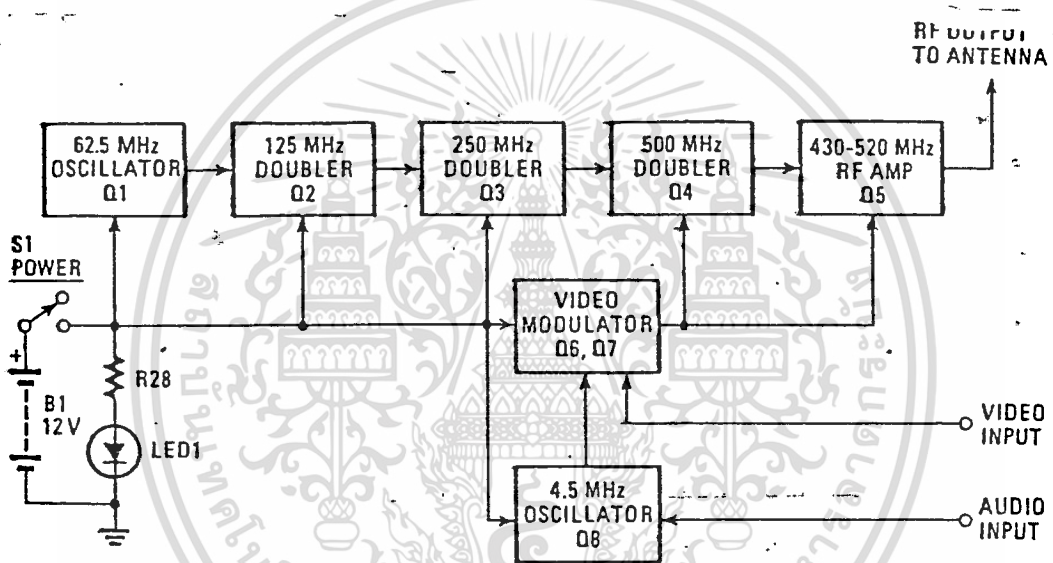 RF OUTPUT
TO ANTENNA
62.5 MHz
OSCILLATOR
Q1
125 MHz
DOUBLER
Q2
250 MHz
DOUBLER
Q3
500 MHz
DOUBLER
Q4
430-520 MHz
RF AMP
Q5
S1
POWER
VIDEO
MODULATOR
Q6, Q7
+
R28
B1
12V
LED1
VIDEO
INPUT
4.5 MHz
OSCILLATOR
Q8
AUDIO
INPUT